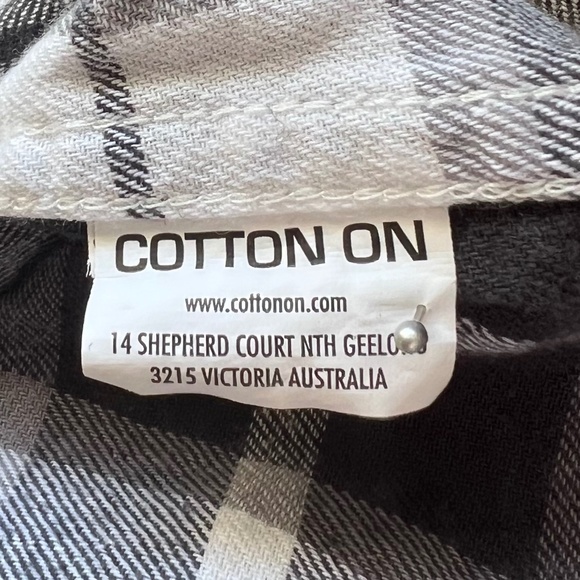 COTTON ON
www.cottonon.com
14 SHEPHERD COURT NTH
3215 VICTORIA AUSTRALIA